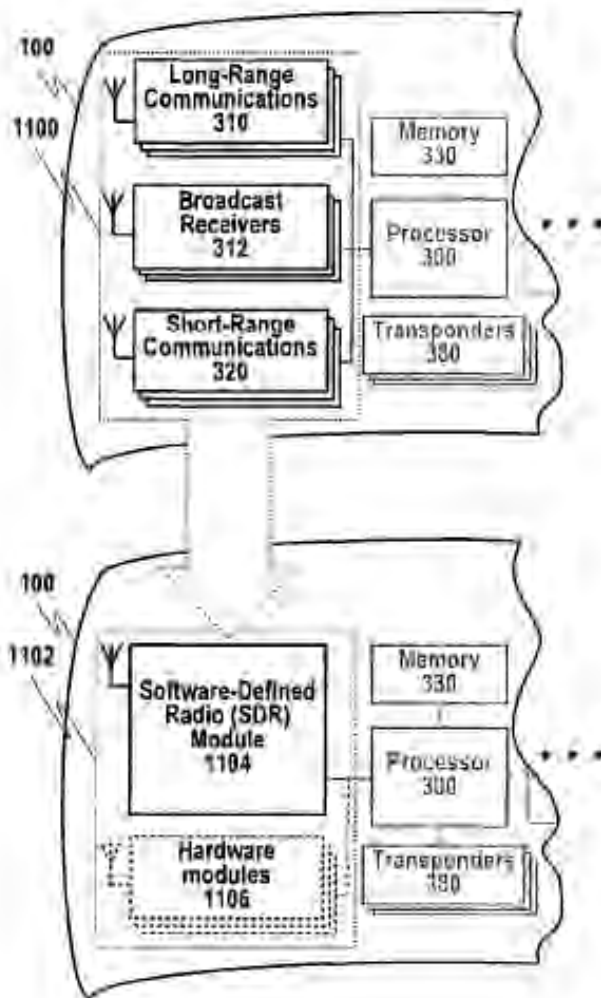 100
1100
Long-Range
Communications
310
Broadcast
Receivers
312
Short-Range
Communications
320
Memory
330
Processor
300
Transponders
380
100
1102
Software-Defined
Radio (SDR)
Module
1104
Hardware
modules
1106
Memory
330
Processor
300
Transponders
380